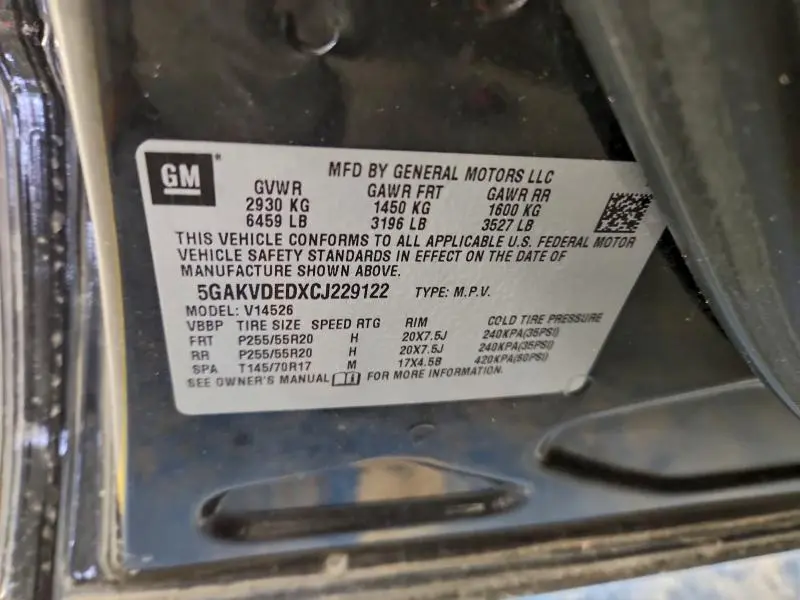 GM
MFD BY GENERAL MOTORS LLC
GVWR GAWR FRT GAWR RR
2930 KG 1450 KG 1600 KG
6459 LB 3196 LB 3527 LB
THIS VEHICLE CONFORMS TO ALL APPLICABLE U.S. FEDERAL MOTOR
VEHICLE SAFETY STANDARDS IN EFFECT ON THE DATE OF
MANUFACTURE SHOWN ABOVE.
5GAKVDEDXCJ229122 TYPE: M.P.V.
MODEL: V14526
VBBP TIRE SIZE SPEED RTG RIM COLD TIRE PRESSURE
FRT P255/55R20 H 20X7.5J 240KPA(35PSI)
RR P255/55R20 H 20X7.5J 240KPA(35PSI)
SPA T145/70R17 M 17X4.5B 420KPA(60PSI)
SEE OWNER'S MANUAL FOR MORE INFORMATION.